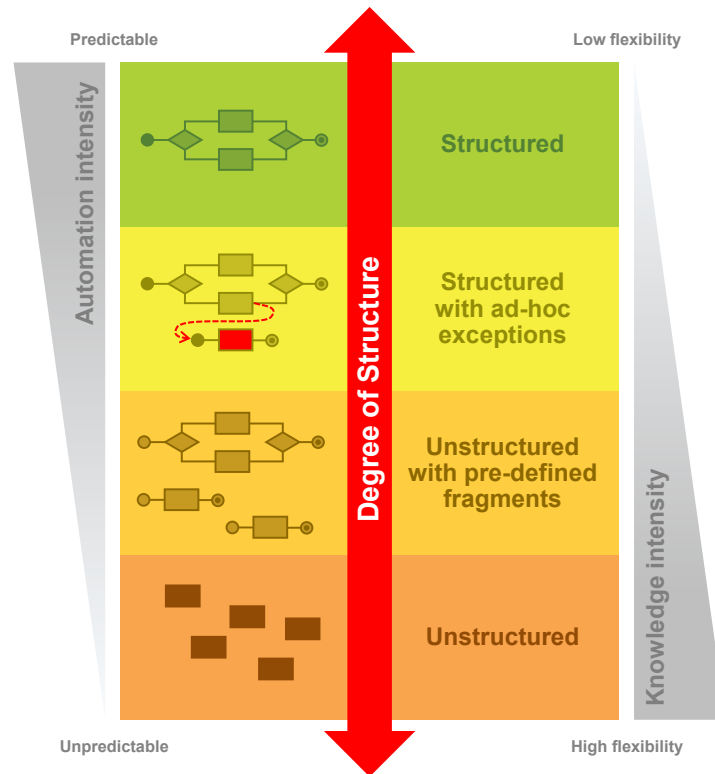 Predictable
Low flexibility
Automation intensity
Structured
Degree of Structure
Structured
with ad-hoc
exceptions
Unstructured
with pre-defined
fragments
Knowledge intensity
Unstructured
Unpredictable
High flexibility